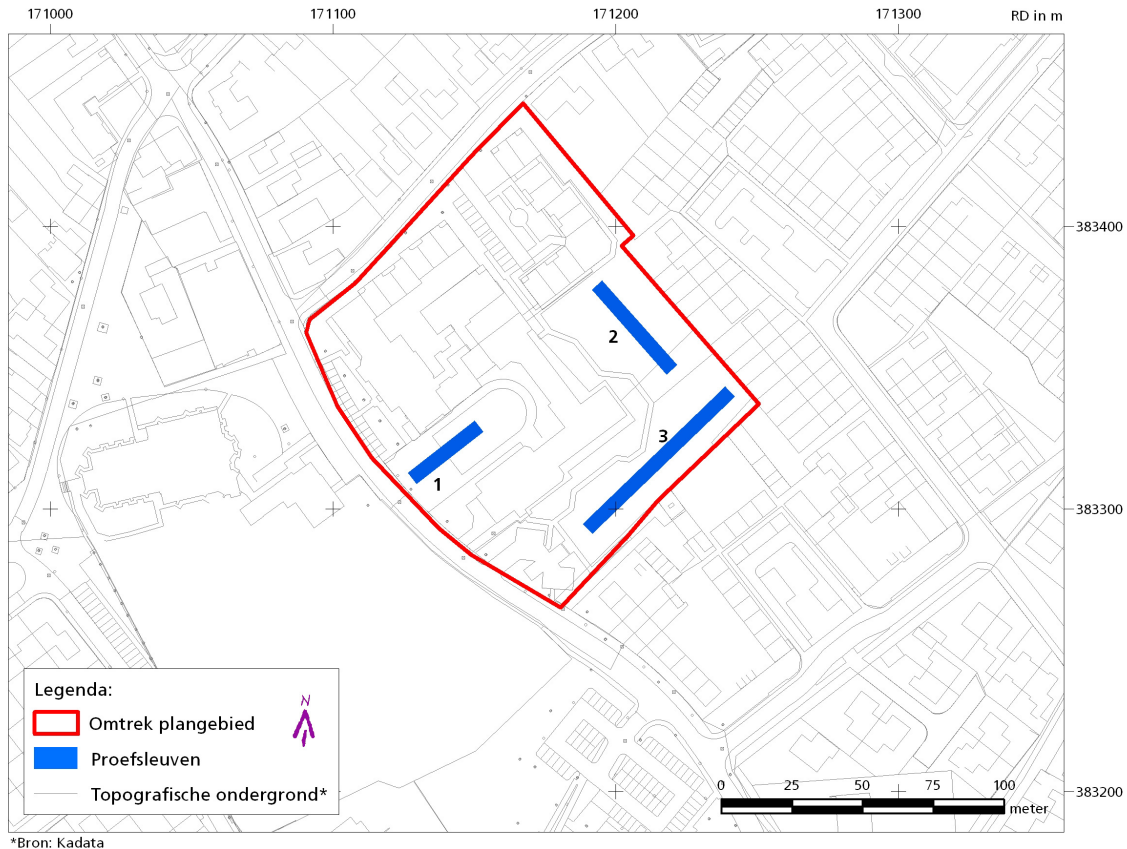 171000 171100 171200 171300 RD in m
383400
2
3
1
383300
Legenda:
N
Omtrek plangebied
Proefsleuven
Topografische ondergrond*
0 25 50 75 100
meter
383200
*Bron: Kadata